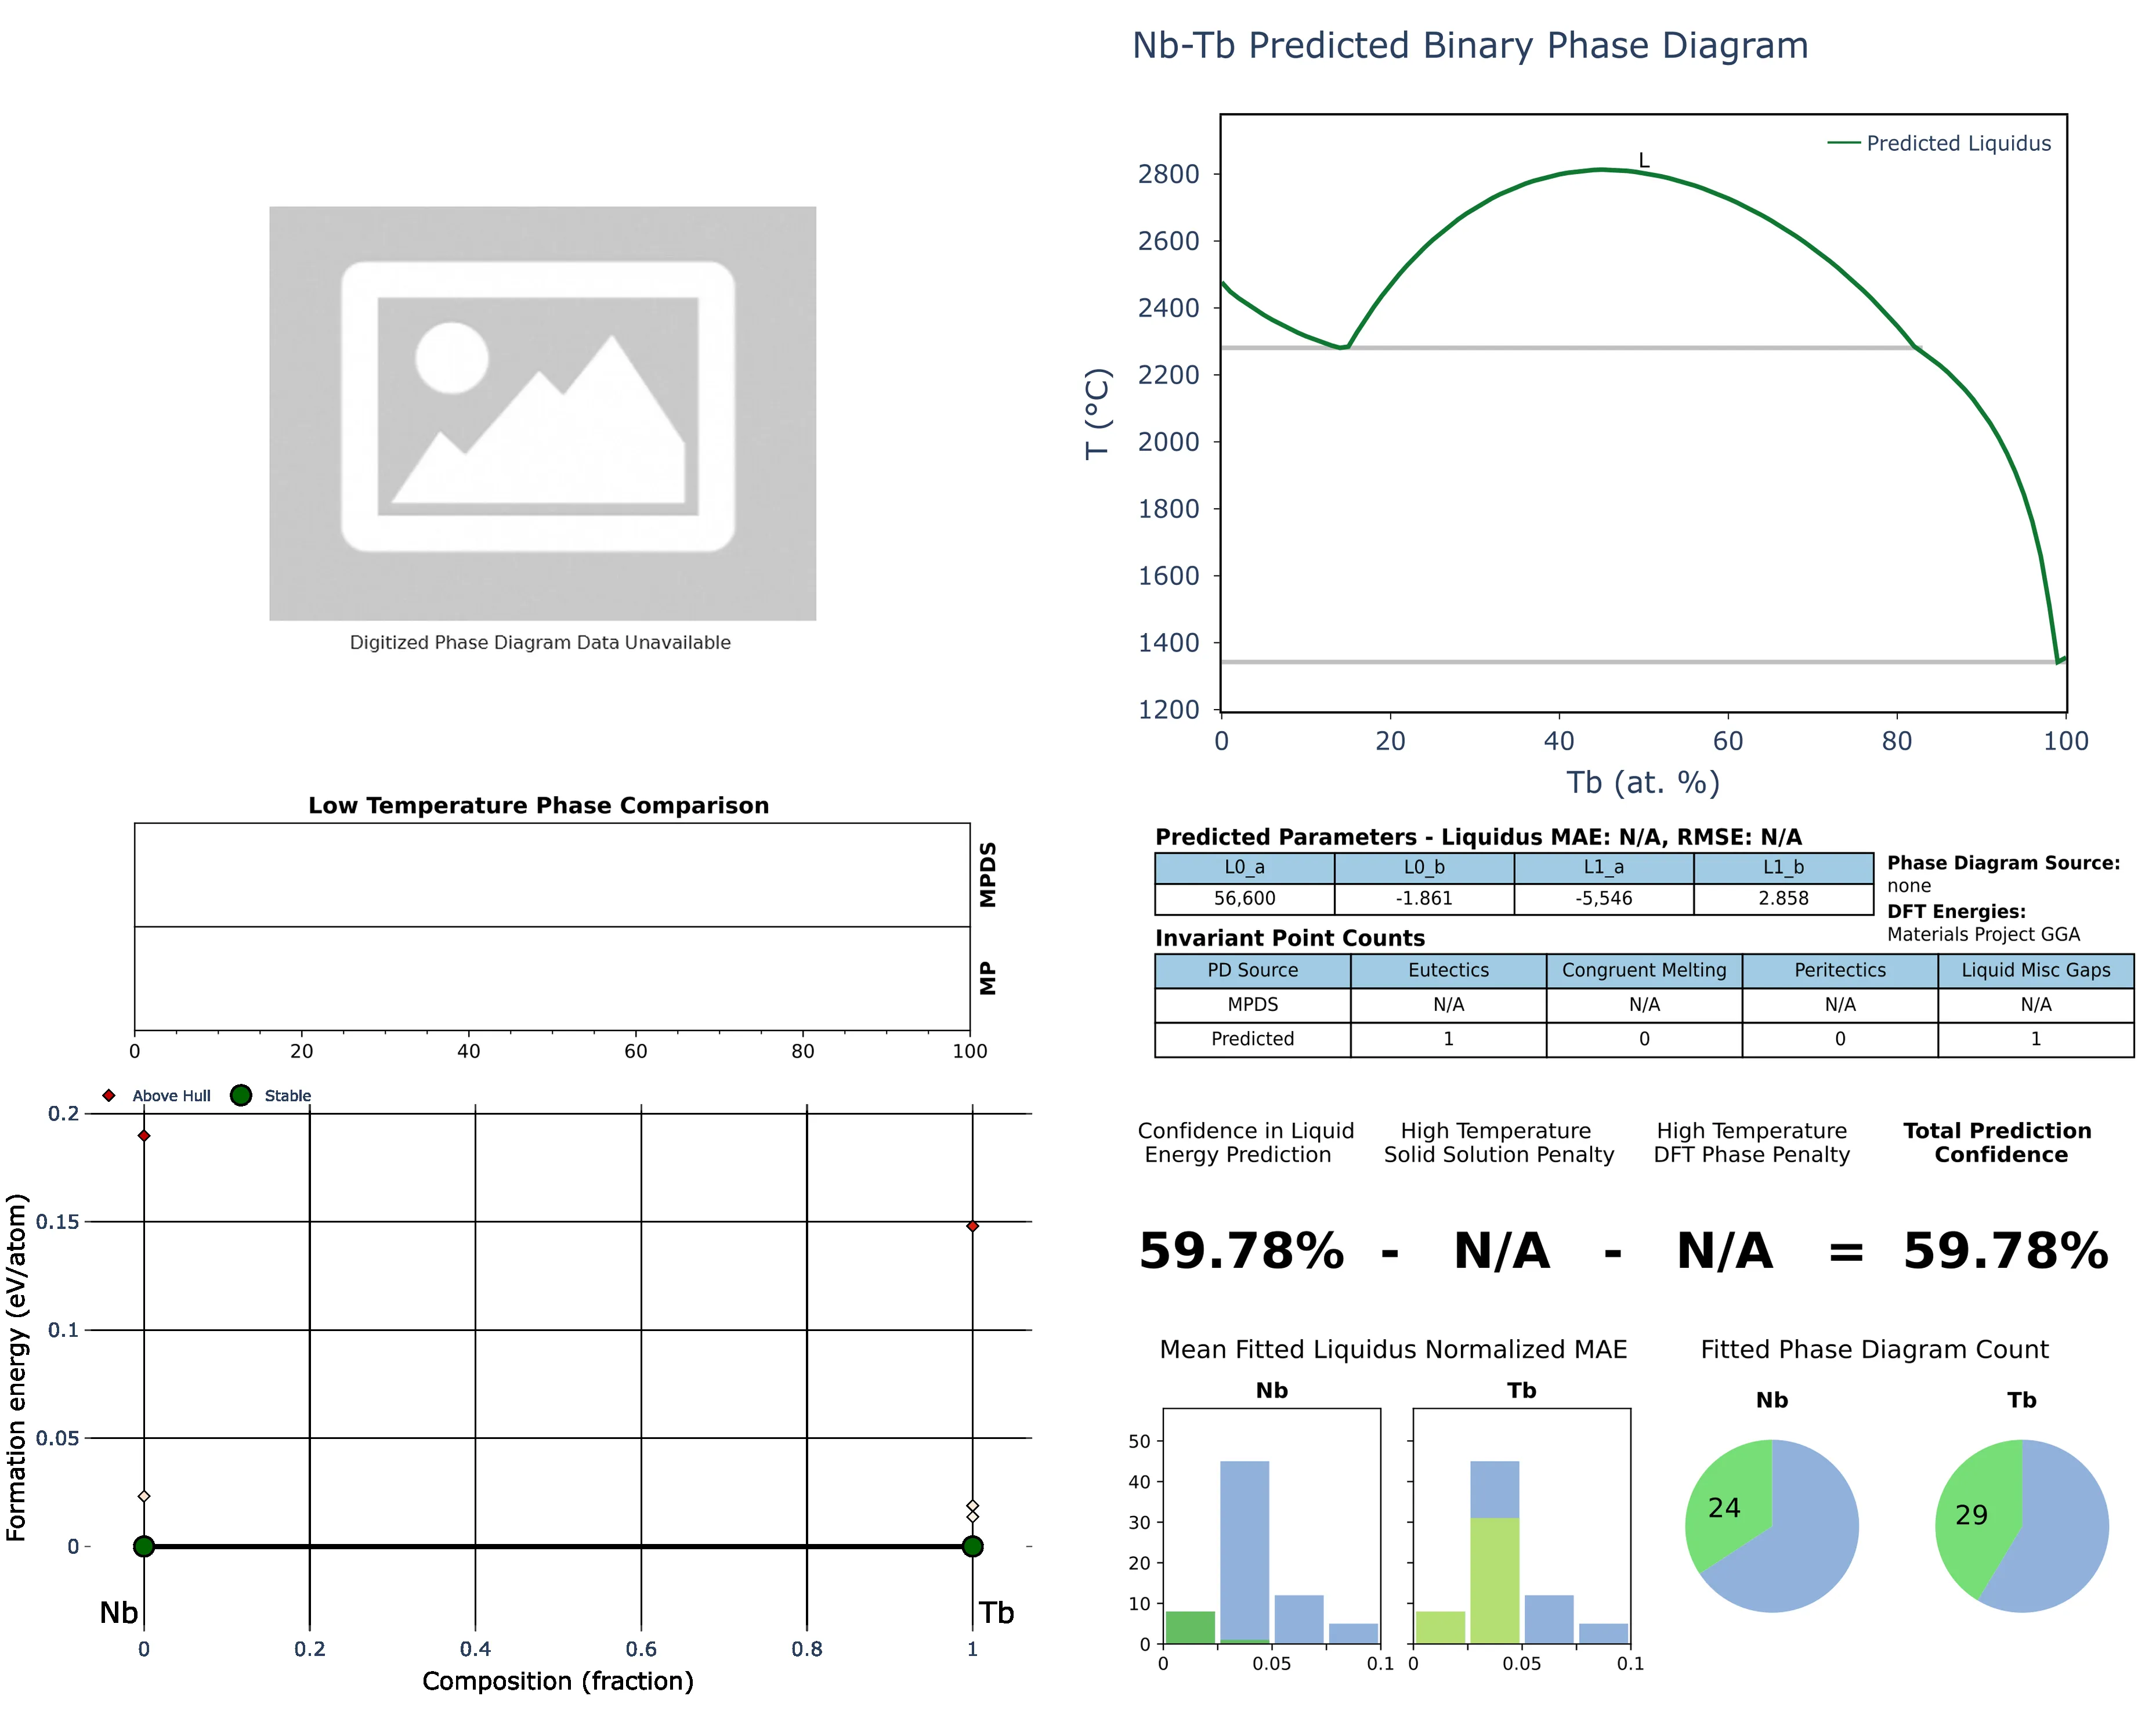 Nb-Tb Predicted Binary Phase Diagram
Predicted Liquidus
L
2800
2600
2400
2200
2000
1800
1600
1400
1200
T (°C)
0 20 40 60 80 100
Tb (at. %)
Digitized Phase Diagram Data Unavailable
Low Temperature Phase Comparison
MPDS
MP
0 20 40 60 80 100
Predicted Parameters - Liquidus MAE: N/A, RMSE: N/A
L0_a L0_b L1_a L1_b
56,600 -1.861 -5,546 2.858
Phase Diagram Source:
none
DFT Energies:
Materials Project GGA
Invariant Point Counts
PD Source Eutectics Congruent Melting Peritectics Liquid Misc Gaps
MPDS N/A N/A N/A N/A
Predicted 1 0 0 1
Above Hull Stable
0.2
0.15
0.1
0.05
0
Formation energy (eV/atom)
Nb Tb
0 0.2 0.4 0.6 0.8 1
Composition (fraction)
Confidence in Liquid
Energy Prediction
High Temperature
Solid Solution Penalty
High Temperature
DFT Phase Penalty
Total Prediction
Confidence
59.78% - N/A - N/A = 59.78%
Mean Fitted Liquidus Normalized MAE
Nb Tb
50
40
30
20
10
0
0 0.05 0.1 0 0.05 0.1
Fitted Phase Diagram Count
Nb Tb
24 29